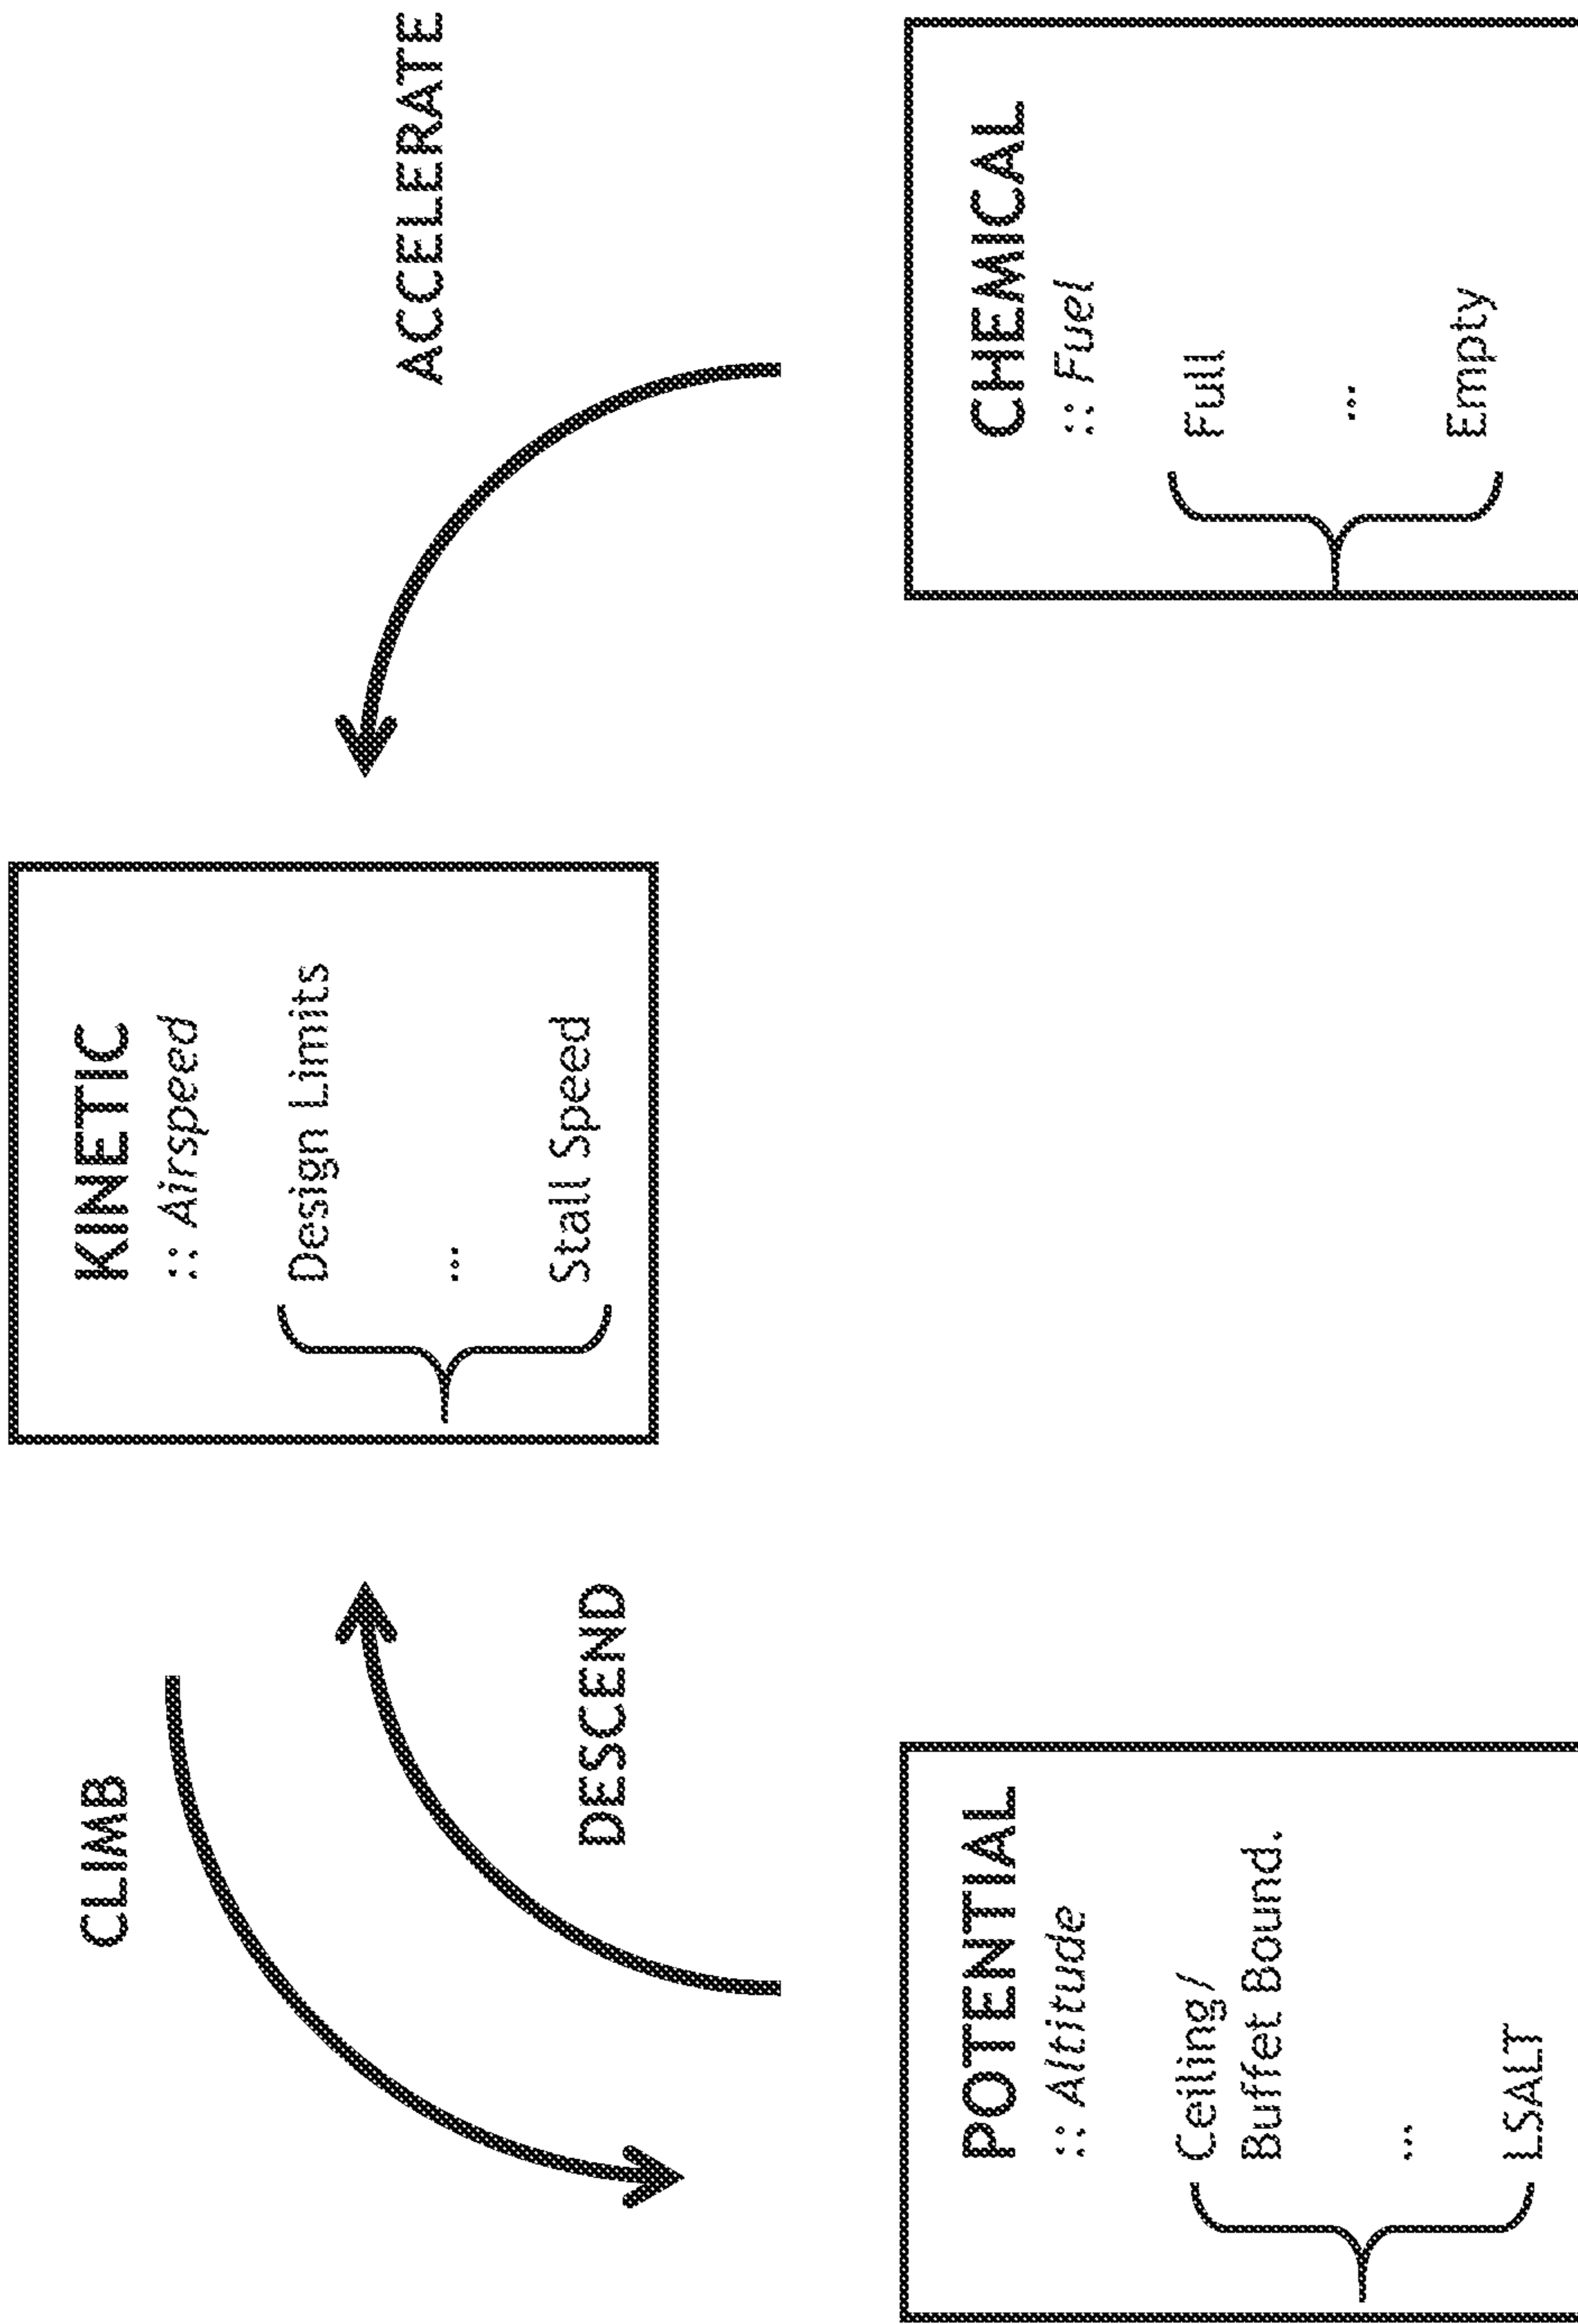 CLIMB
DESCEND
KINETIC
:: Airspeed
Design Limits
...
Stall Speed
ACCELERATE
POTENTIAL
:: Altitude
Ceiling/
Buffet Bound.
...
LSALT
CHEMICAL
:: Fuel
Full
...
Empty